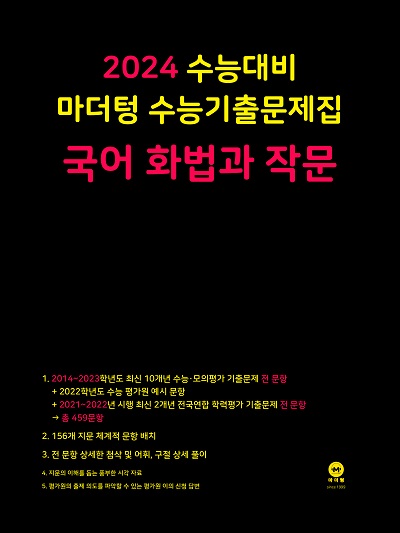 2024 수능대비
마더텅 수능기출문제집
국어 화법과 작문
1. 2014~2023학년도 최신 10개년 수능·모의평가 기출문제 전 문항
+ 2022학년도 수능 평가원 예시 문항
+ 2021~2022년 시행 최신 2개년 전국연합 학력평가 기출문제 전 문항
→ 총 459문항
2. 156개 지문 체계적 문항 배치
3. 전 문항 상세한 첨삭 및 어휘, 구절 상세 풀이
4. 지문의 이해를 돕는 풍부한 시각 자료
5. 평가원의 출제 의도를 파악할 수 있는 평가원 이의 신청 답변
마더텅
since 1999